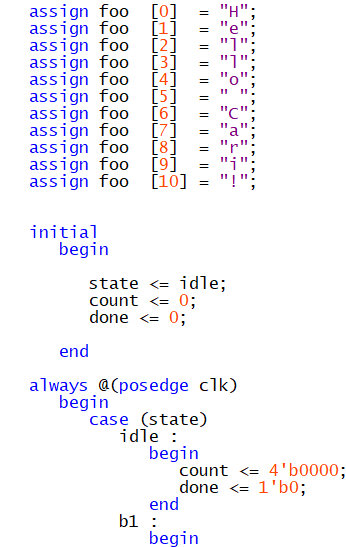 assign foo  [0]  = "H";
assign foo  [1]  = "e";
assign foo  [2]  = "l";
assign foo  [3]  = "l";
assign foo  [4]  = "o";
assign foo  [5]  = " ";
assign foo  [6]  = "C";
assign foo  [7]  = "a";
assign foo  [8]  = "r";
assign foo  [9]  = "i";
assign foo  [10] = "!";
initial
   begin
      state <= idle;
      count <= 0;
      done <= 0;
   end
always @(posedge clk)
   begin
      case (state)
         idle :
            begin
               count <= 4'b0000;
               done <= 1'b0;
            end
         b1 :
            begin